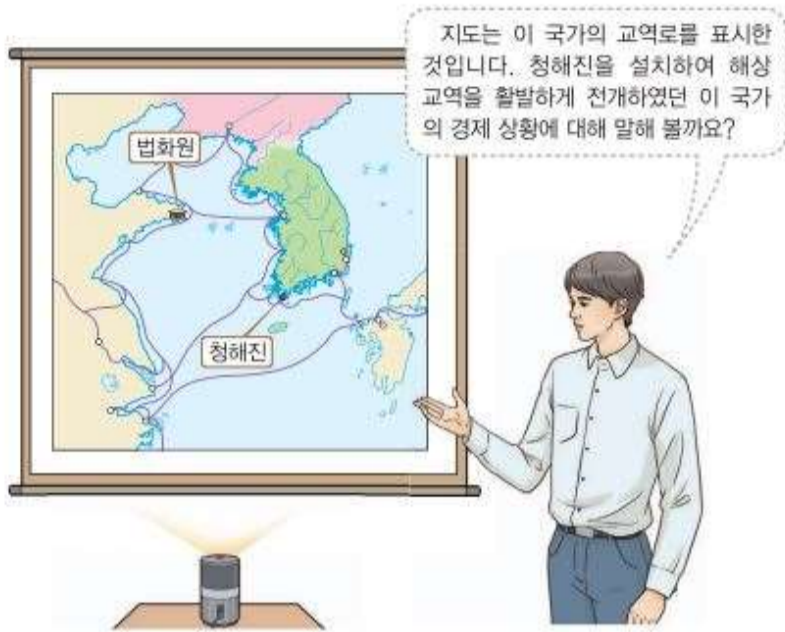 지도는 이 국가의 교역로를 표시한
것입니다. 청해진을 설치하여 해상
교역을 활발하게 전개하였던 이 국가
의 경제 상황에 대해 말해 볼까요?
법화원
청해진